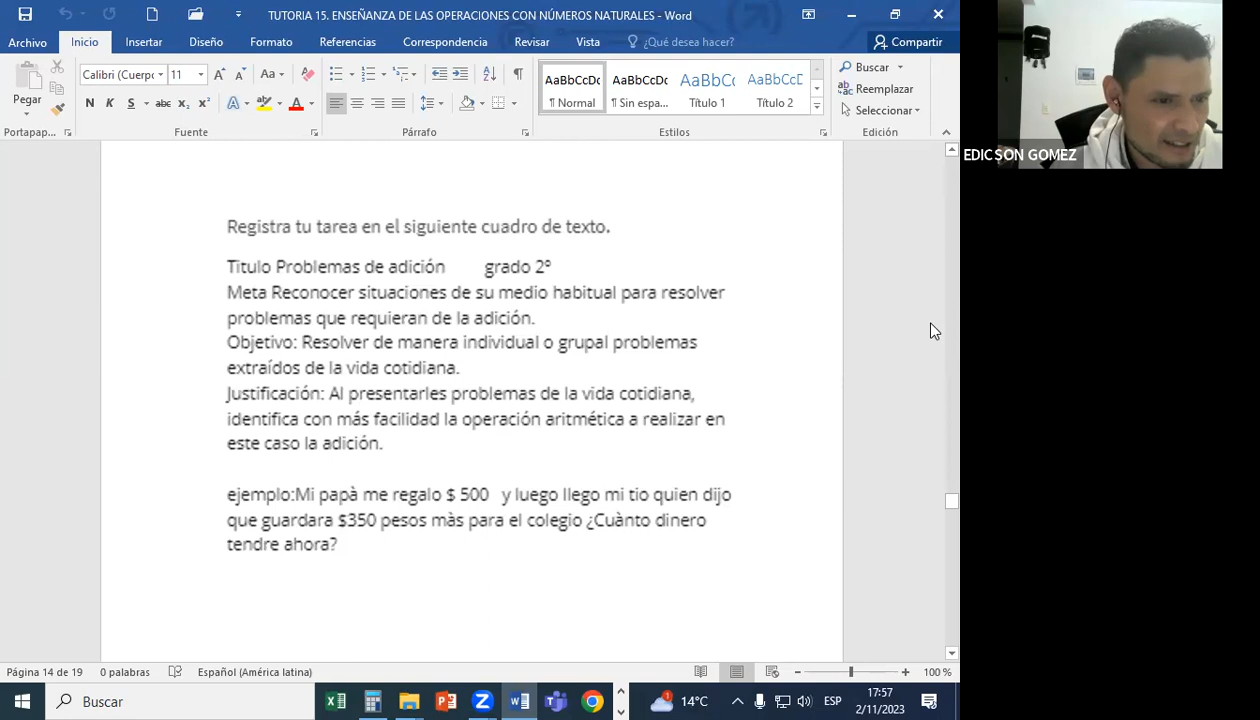 TUTORIA 15. ENSEÑANZA DE LAS OPERACIONES CON NÚMEROS NATURALES - Word
Archivo Inicio Insertar Diseño Formato Referencias Correspondencia Revisar Vista ¿Qué desea hacer? Compartir
Pegar
Calibri (Cuerpo 11
Aa
N K S abc x₂ x² A A
AaBbCcDc AaBbCcDc AaBbCc AaBbCcD
¶ Normal ¶ Sin espa... Título 1 Título 2
Buscar
Reemplazar
Seleccionar
Portapap... Fuente Párrafo Estilos Edición
EDICSON GOMEZ
Registra tu tarea en el siguiente cuadro de texto.
Titulo Problemas de adición grado 2º
Meta Reconocer situaciones de su medio habitual para resolver
problemas que requieran de la adición.
Objetivo: Resolver de manera individual o grupal problemas
extraídos de la vida cotidiana.
Justificación: Al presentarles problemas de la vida cotidiana,
identifica con más facilidad la operación aritmética a realizar en
este caso la adición.
ejemplo:Mi papà me regalo $ 500 y luego llego mi tio quien dijo
que guardara $350 pesos màs para el colegio ¿Cuànto dinero
tendre ahora?
Página 14 de 19 0 palabras Español (América latina) 100 %
Buscar 1 14°C ESP 17:57
2/11/2023